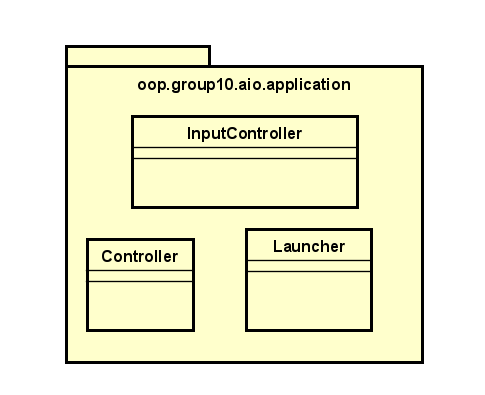 oop.group10.aio.application
InputController
Controller
Launcher